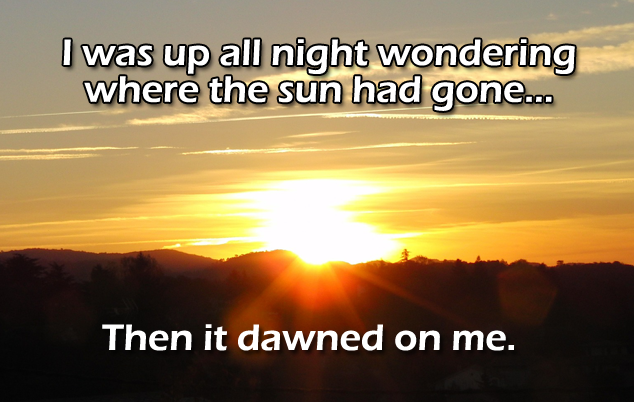 I was up all night wondering
where the sun had gone...
Then it dawned on me.